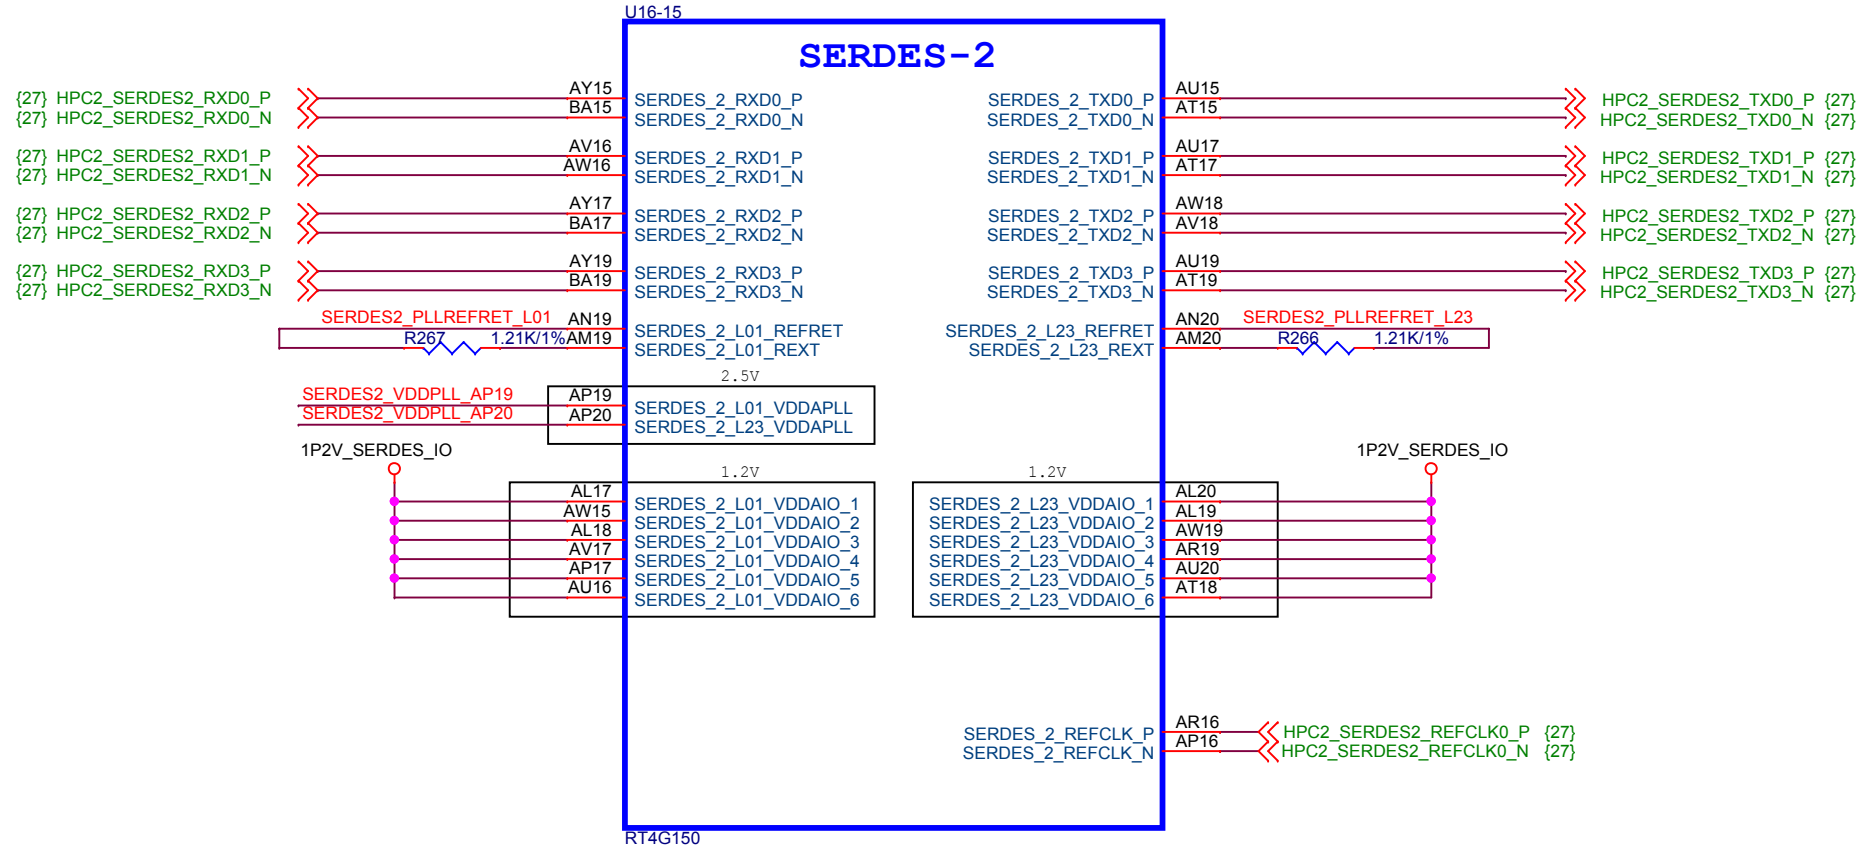 U16-15
SERDES-2
{27} HPC2_SERDES2_RXD0_P AY15 SERDES_2_RXD0_P SERDES_2_TXD0_P AU15 HPC2_SERDES2_TXD0_P {27}
{27} HPC2_SERDES2_RXD0_N BA15 SERDES_2_RXD0_N SERDES_2_TXD0_N AT15 HPC2_SERDES2_TXD0_N {27}
{27} HPC2_SERDES2_RXD1_P AV16 SERDES_2_RXD1_P SERDES_2_TXD1_P AU17 HPC2_SERDES2_TXD1_P {27}
{27} HPC2_SERDES2_RXD1_N AW16 SERDES_2_RXD1_N SERDES_2_TXD1_N AT17 HPC2_SERDES2_TXD1_N {27}
{27} HPC2_SERDES2_RXD2_P AY17 SERDES_2_RXD2_P SERDES_2_TXD2_P AW18 HPC2_SERDES2_TXD2_P {27}
{27} HPC2_SERDES2_RXD2_N BA17 SERDES_2_RXD2_N SERDES_2_TXD2_N AV18 HPC2_SERDES2_TXD2_N {27}
{27} HPC2_SERDES2_RXD3_P AY19 SERDES_2_RXD3_P SERDES_2_TXD3_P AU19 HPC2_SERDES2_TXD3_P {27}
{27} HPC2_SERDES2_RXD3_N BA19 SERDES_2_RXD3_N SERDES_2_TXD3_N AT19 HPC2_SERDES2_TXD3_N {27}
SERDES2_PLLREFRET_L01 AN19 SERDES_2_L01_REFRET SERDES_2_L23_REFRET AN20 SERDES2_PLLREFRET_L23
R267 1.21K/1% AM19 SERDES_2_L01_REXT SERDES_2_L23_REXT AM20 R266 1.21K/1%
2.5V
SERDES2_VDDPLL_AP19 AP19 SERDES_2_L01_VDDAPLL
SERDES2_VDDPLL_AP20 AP20 SERDES_2_L23_VDDAPLL
1P2V_SERDES_IO 1P2V_SERDES_IO
1.2V 1.2V
AL17 SERDES_2_L01_VDDAIO_1 SERDES_2_L23_VDDAIO_1 AL20
AW15 SERDES_2_L01_VDDAIO_2 SERDES_2_L23_VDDAIO_2 AL19
AL18 SERDES_2_L01_VDDAIO_3 SERDES_2_L23_VDDAIO_3 AW19
AV17 SERDES_2_L01_VDDAIO_4 SERDES_2_L23_VDDAIO_4 AR19
AP17 SERDES_2_L01_VDDAIO_5 SERDES_2_L23_VDDAIO_5 AU20
AU16 SERDES_2_L01_VDDAIO_6 SERDES_2_L23_VDDAIO_6 AT18
SERDES_2_REFCLK_P AR16 HPC2_SERDES2_REFCLK0_P {27}
SERDES_2_REFCLK_N AP16 HPC2_SERDES2_REFCLK0_N {27}
RT4G150